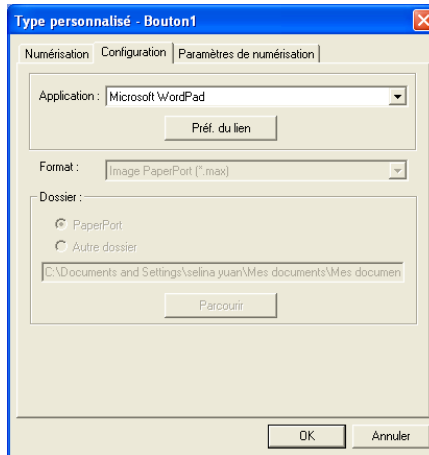 Type personnalisé - Bouton1
Numérisation Configuration Paramètres de numérisation
Application : Microsoft WordPad
Préf. du lien
Format : Image PaperPort (*.max)
Dossier :
PaperPort
Autre dossier
C:\Documents and Settings\selina yuan\Mes documents\Mes documen
Parcourir
OK Annuler